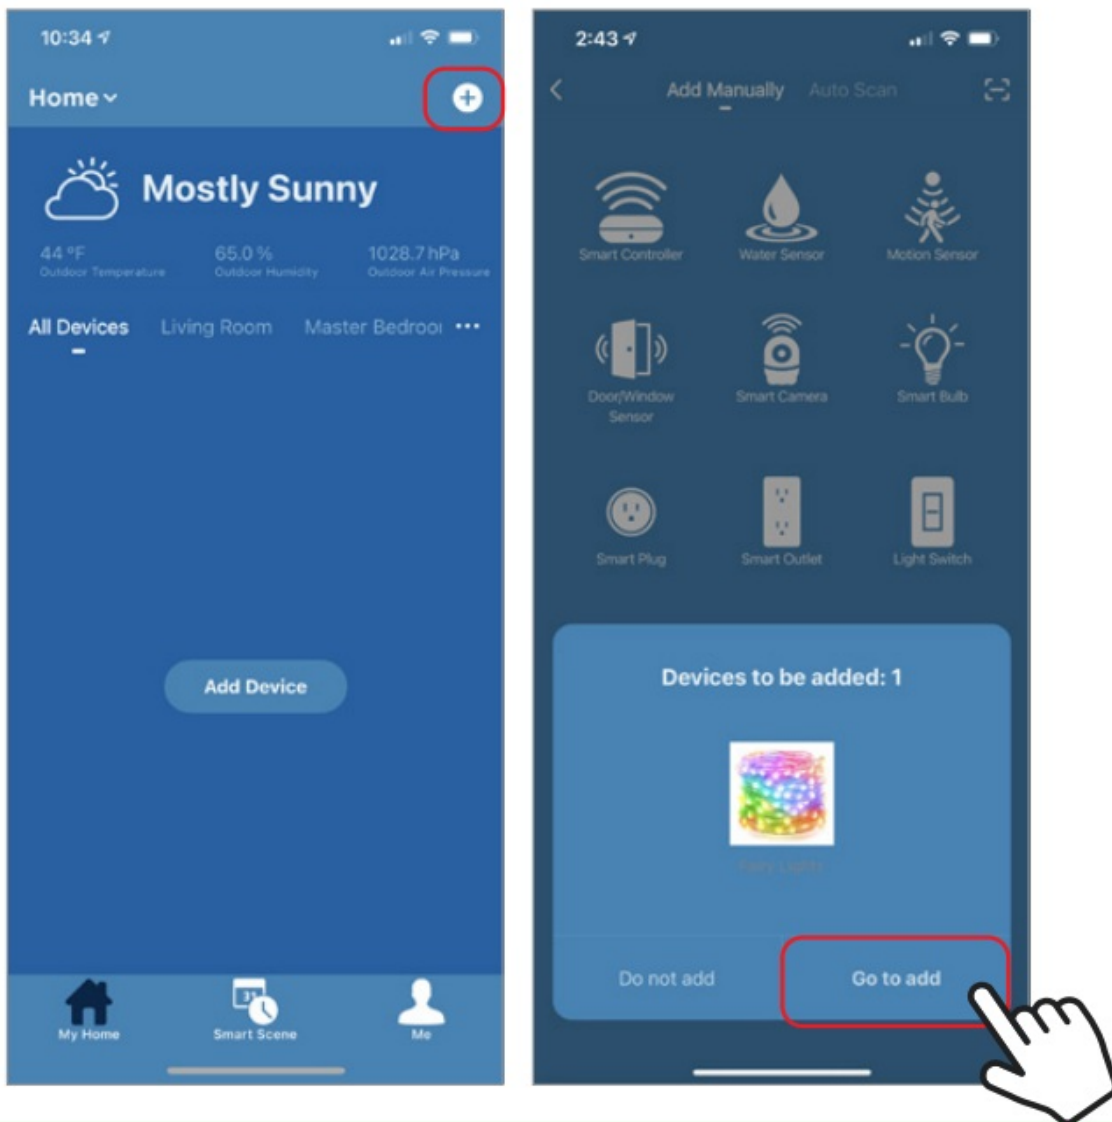 10:34
Home
Mostly Sunny
44 °F
65.0 %
1028.7 hPa
Outdoor Temperature
Outdoor Humidity
Outdoor Air Pressure
All Devices
Living Room
Master Bedroo
Add Device
31
My Home
Smart Scene
Me
2:43
Add Manually
Auto Scan
Smart Controller
Water Sensor
Motion Sensor
Door/Window
Sensor
Smart Camera
Smart Bulb
Smart Plug
Smart Outlet
Light Switch
Devices to be added: 1
Fairy Lights
Do not add
Go to add